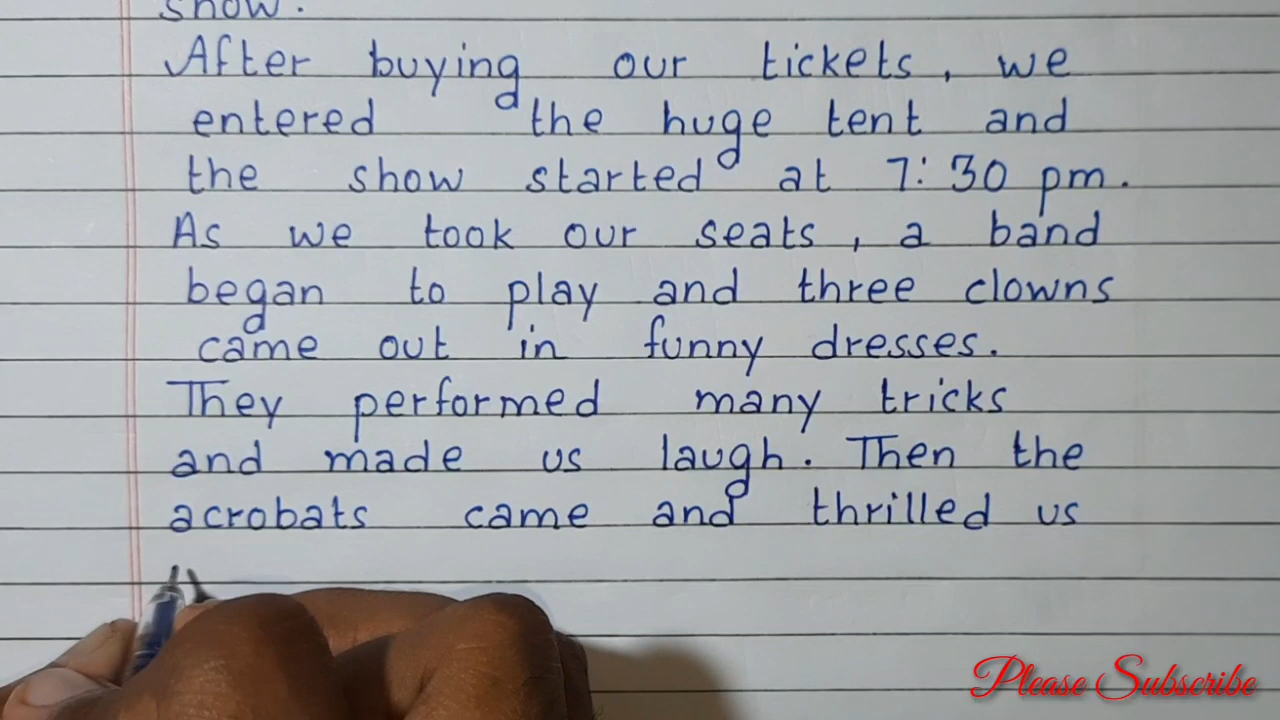 show.
After buying our tickets, we
entered the huge tent and
the show started at 7:30 pm.
As we took our seats, a band
began to play and three clowns
came out in funny dresses.
They performed many tricks
and made us laugh. Then the
acrobats came and thrilled us
Please Subscribe